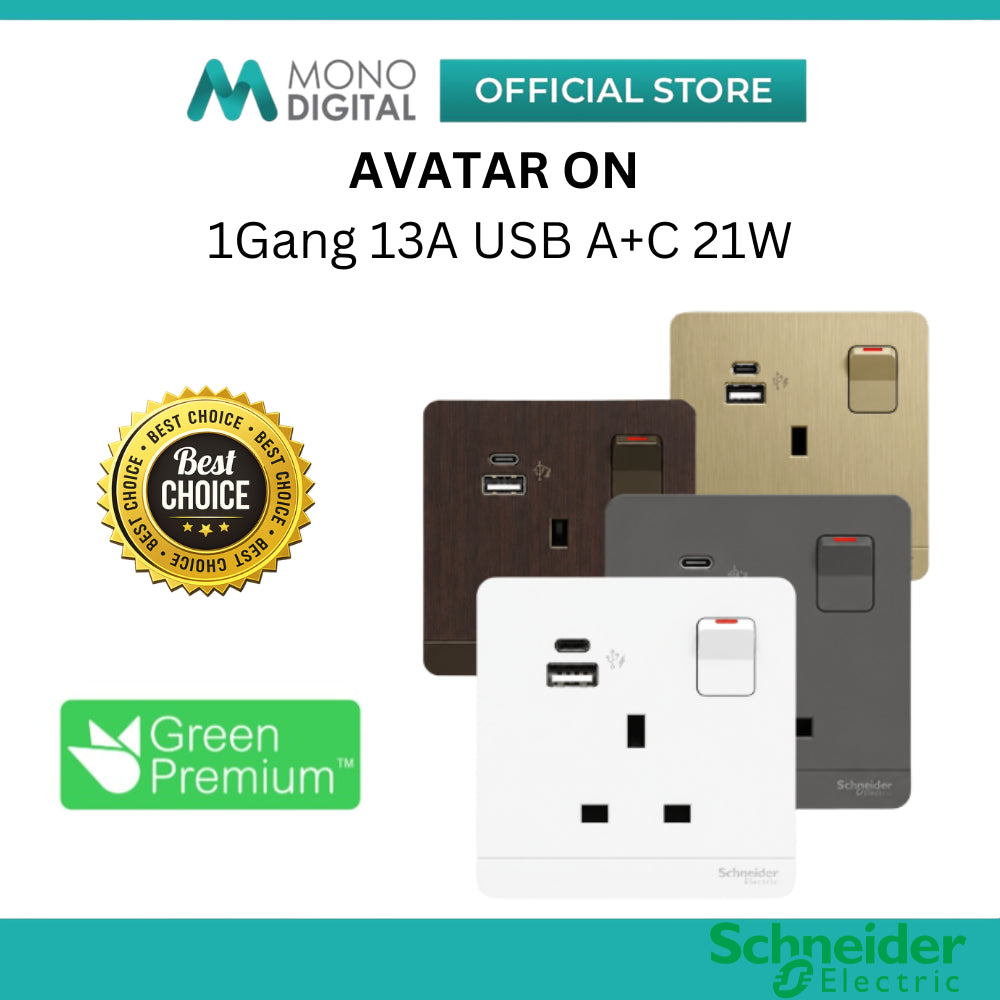 MONO
DIGITAL
OFFICIAL STORE
AVATAR ON
1Gang 13A USB A+C 21W
BEST CHOICE • BEST CHOICE • BEST CHOICE • BEST CHOICE •
Best
CHOICE
Green
Premium™
Schneider
Electric
Schneider
Electric
Schneider
Electric